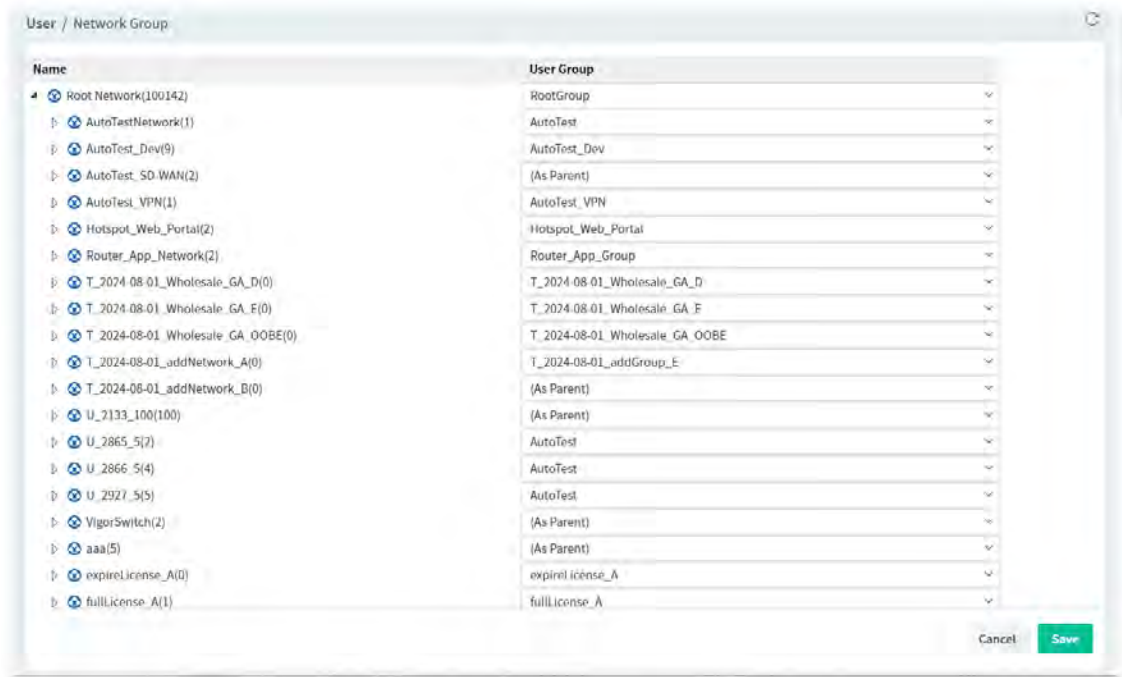 User / Network Group
Name User Group
Root Network(100142) RootGroup
AutoTestNetwork(1) AutoTest
AutoTest_Dev(9) AutoTest_Dev
AutoTest_SD-WAN(2) (As Parent)
AutoTest_VPN(1) AutoTest_VPN
Hotspot_Web_Portal(2) Hotspot_Web_Portal
Router_App_Network(2) Router_App_Group
T_2024-08-01_Wholesale_GA_D(0) T_2024-08-01_Wholesale_GA_D
T_2024-08-01_Wholesale_GA_E(0) T_2024-08-01_Wholesale_GA_E
T_2024-08-01_Wholesale_GA_OOBE(0) T_2024-08-01_Wholesale_GA_OOBE
T_2024-08-01_addNetwork_A(0) T_2024-08-01_addGroup_E
T_2024-08-01_addNetwork_B(0) (As Parent)
U_2133_100(100) (As Parent)
U_2865_5(2) AutoTest
U_2866_5(4) AutoTest
U_2927_5(5) AutoTest
VigorSwitch(2) (As Parent)
aaa(5) (As Parent)
expireLicense_A(0) expireLicense_A
fullLicense_A(1) fullLicense_A
Cancel Save